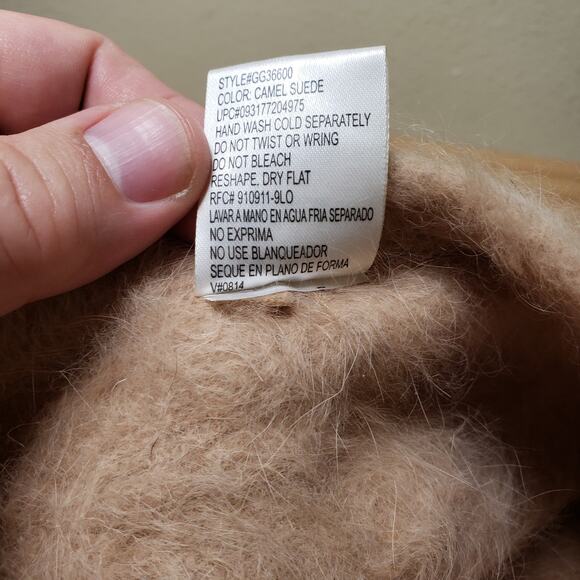 STYLE#GG36600
COLOR: CAMEL SUEDE
UPC#093177204975
HAND WASH COLD SEPARATELY
DO NOT TWIST OR WRING
DO NOT BLEACH
RESHAPE. DRY FLAT
RFC# 910911-9LO
LAVAR A MANO EN AGUA FRIA SEPARADO
NO EXPRIMA
NO USE BLANQUEADOR
SEQUE EN PLANO DE FORMA
V#0814